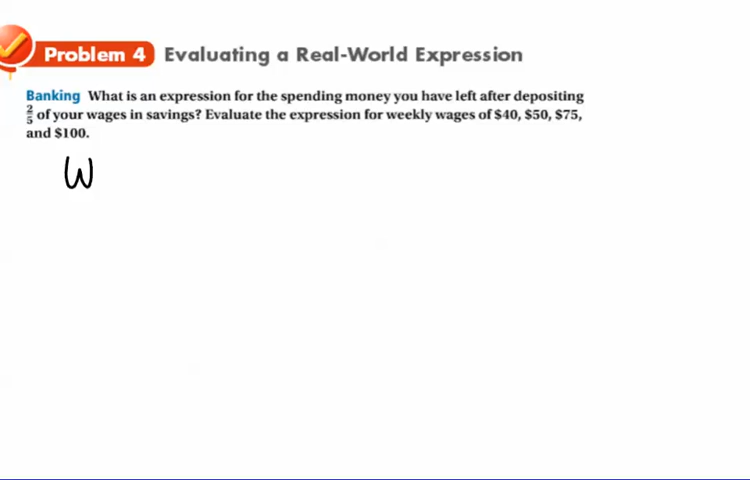 Problem 4 Evaluating a Real-World Expression
Banking What is an expression for the spending money you have left after depositing
2/5 of your wages in savings? Evaluate the expression for weekly wages of $40, $50, $75,
and $100.
W